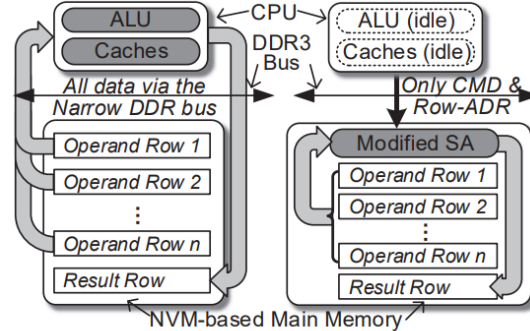 ALU
Caches
CPU
ALU (idle)
Caches (idle)
DDR3
Bus
All data via the
Narrow DDR bus
Only CMD &
Row-ADR
Operand Row 1
Operand Row 2
⋮
Operand Row n
Result Row
Modified SA
Operand Row 1
Operand Row 2
⋮
Operand Row n
Result Row
NVM-based Main Memory